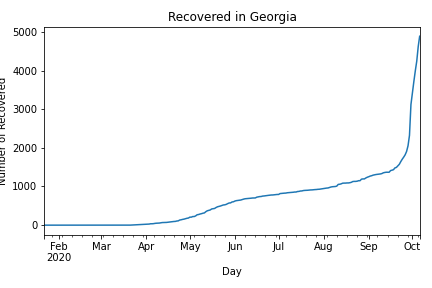 Recovered in Georgia
Number of Recovered
5000
4000
3000
2000
1000
0
Feb Mar Apr May Jun Jul Aug Sep Oct
2020
Day